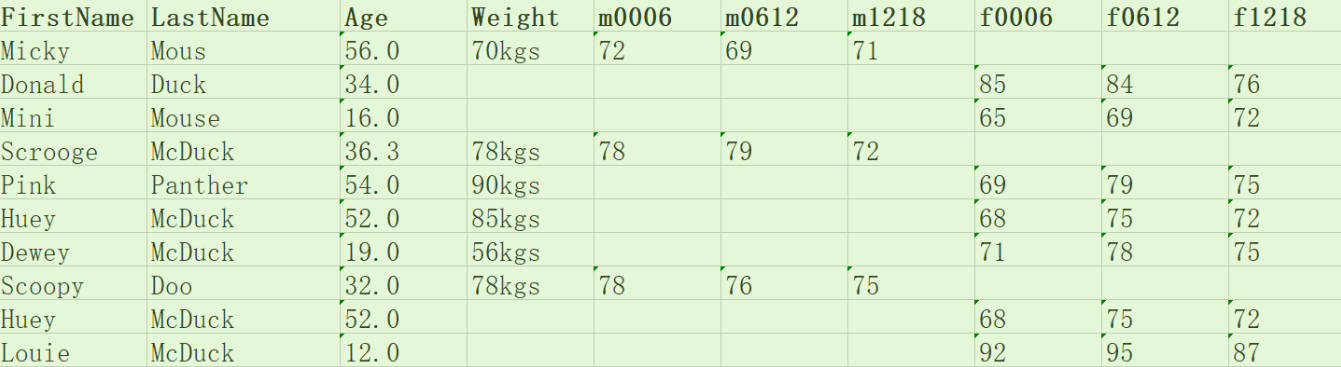 FirstName LastName Age Weight m0006 m0612 m1218 f0006 f0612 f1218
Micky Mous 56.0 70kgs 72 69 71
Donald Duck 34.0 85 84 76
Mini Mouse 16.0 65 69 72
Scrooge McDuck 36.3 78kgs 78 79 72
Pink Panther 54.0 90kgs 69 79 75
Huey McDuck 52.0 85kgs 68 75 72
Dewey McDuck 19.0 56kgs 71 78 75
Scoopy Doo 32.0 78kgs 78 76 75
Huey McDuck 52.0 68 75 72
Louie McDuck 12.0 92 95 87